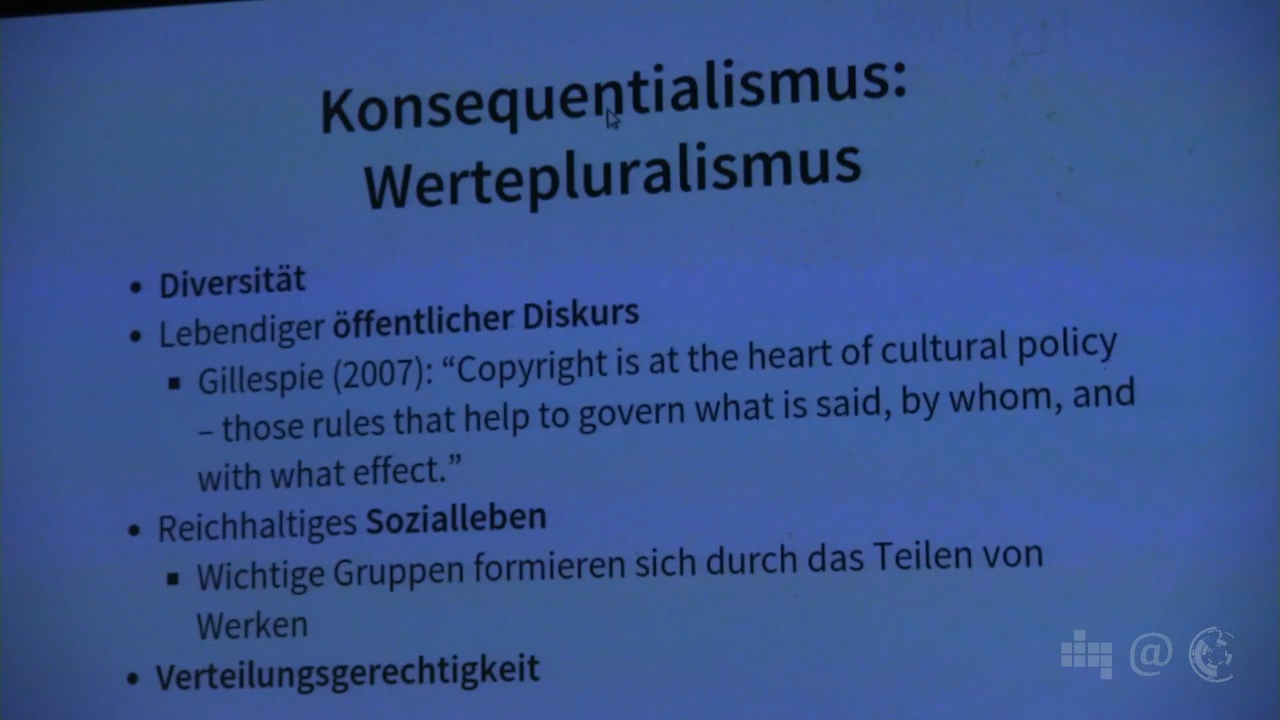 Konsequentialismus:
Wertepluralismus
• Diversität
• Lebendiger öffentlicher Diskurs
▪ Gillespie (2007): “Copyright is at the heart of cultural policy
– those rules that help to govern what is said, by whom, and
with what effect.”
• Reichhaltiges Sozialleben
▪ Wichtige Gruppen formieren sich durch das Teilen von
Werken
• Verteilungsgerechtigkeit
@